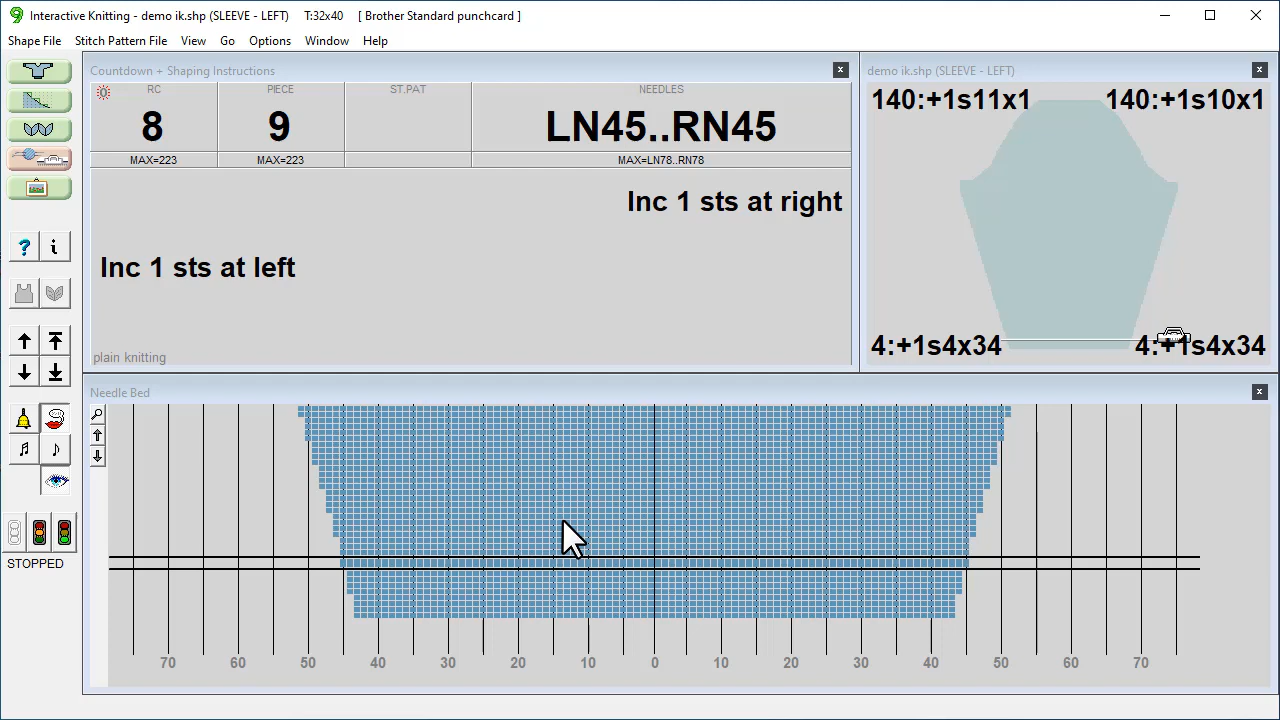 Interactive Knitting - demo ik.shp (SLEEVE - LEFT) T:32x40 [ Brother Standard punchcard ]
Shape File Stitch Pattern File View Go Options Window Help
Countdown + Shaping Instructions
RC PIECE ST.PAT NEEDLES
8 9 LN45..RN45
MAX=223 MAX=223 MAX=LN78..RN78
Inc 1 sts at right
Inc 1 sts at left
plain knitting
demo ik.shp (SLEEVE - LEFT)
140:+1s11x1 140:+1s10x1
4:+1s4x34 4:+1s4x34
Needle Bed
70 60 50 40 30 20 10 0 10 20 30 40 50 60 70
STOPPED